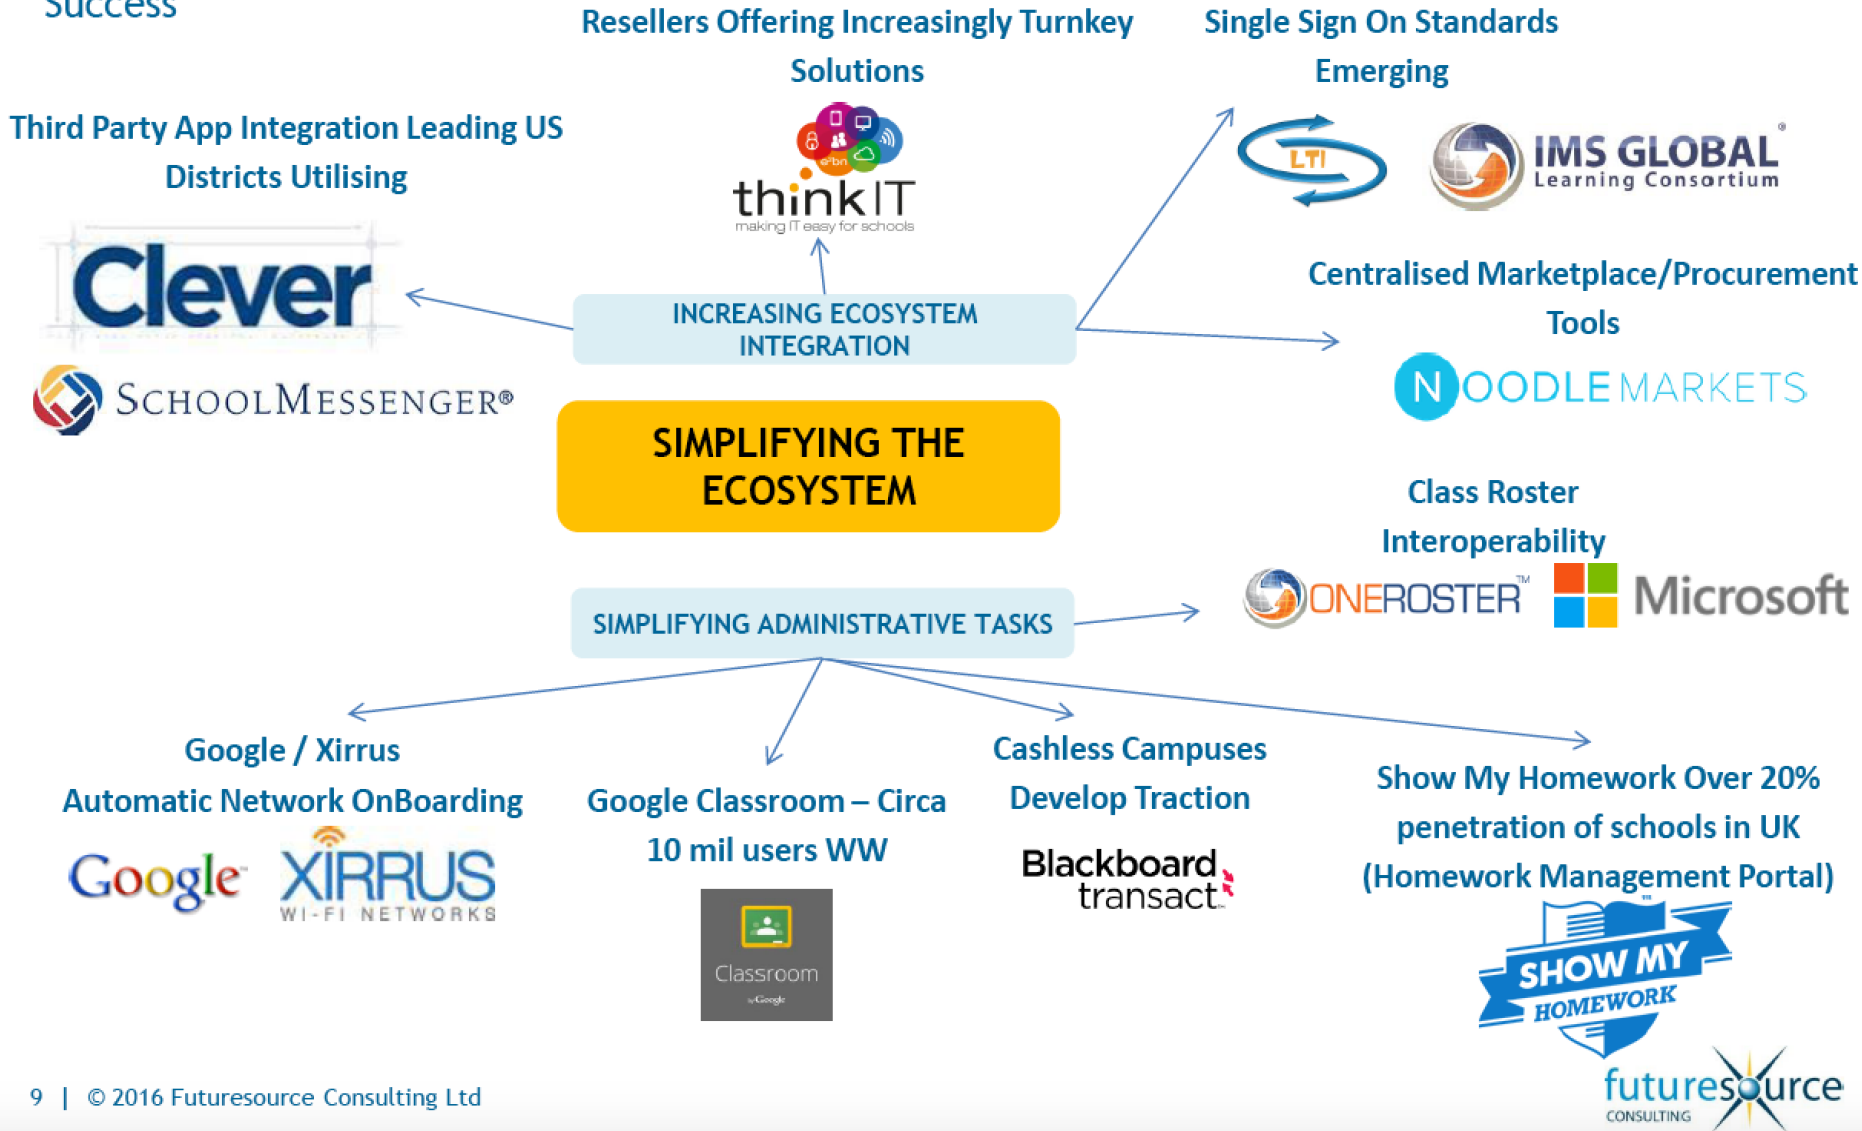 Success
Resellers Offering Increasingly Turnkey
Solutions
Single Sign On Standards
Emerging
Third Party App Integration Leading US
Districts Utilising
e-bn
thinkIT
making IT easy for schools
LTI
IMS GLOBAL®
Learning Consortium
Clever
SCHOOLMESSENGER®
INCREASING ECOSYSTEM
INTEGRATION
Centralised Marketplace/Procurement
Tools
NOODLEMARKETS
SIMPLIFYING THE
ECOSYSTEM
Class Roster
Interoperability
ONEROSTER™
Microsoft
SIMPLIFYING ADMINISTRATIVE TASKS
Google / Xirrus
Automatic Network OnBoarding
Google™
XIRRUS
WI-FI NETWORKS
Google Classroom – Circa
10 mil users WW
Classroom
by Google
Cashless Campuses
Develop Traction
Blackboard
transact
Show My Homework Over 20%
penetration of schools in UK
(Homework Management Portal)
SHOW MY
HOMEWORK
9 | © 2016 Futuresource Consulting Ltd
futuresource
CONSULTING